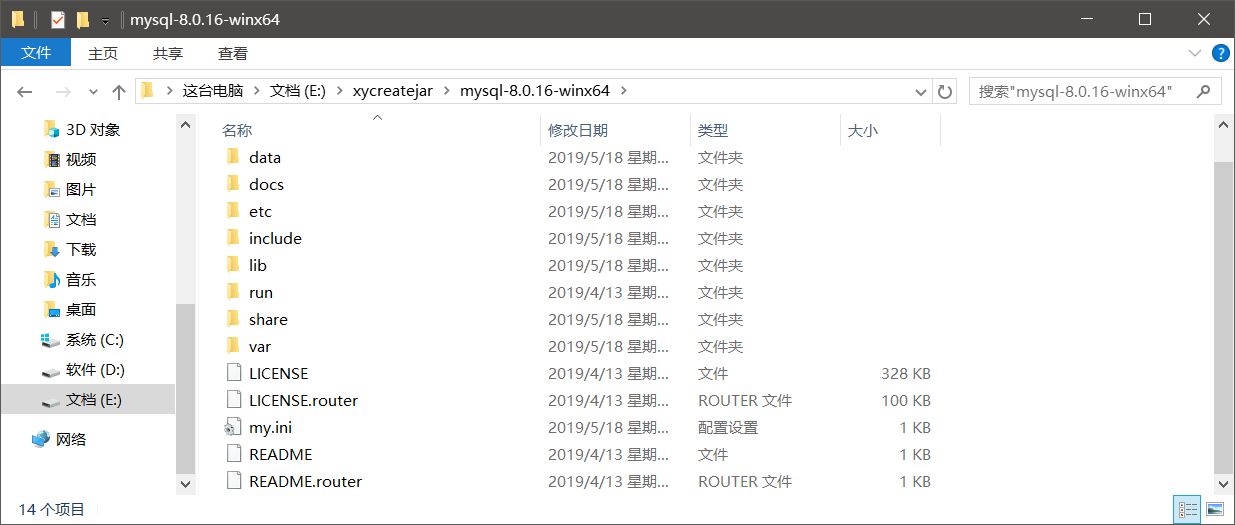 mysql-8.0.16-winx64
文件 主页 共享 查看
这台电脑 文档 (E:) xycreatejar mysql-8.0.16-winx64 搜索"mysql-8.0.16-winx64"
名称 修改日期 类型 大小
3D 对象
视频
图片
文档
下载
音乐
桌面
系统 (C:)
软件 (D:)
文档 (E:)
网络
data 2019/5/18 星期... 文件夹
docs 2019/5/18 星期... 文件夹
etc 2019/5/18 星期... 文件夹
include 2019/5/18 星期... 文件夹
lib 2019/5/18 星期... 文件夹
run 2019/4/13 星期... 文件夹
share 2019/5/18 星期... 文件夹
var 2019/5/18 星期... 文件夹
LICENSE 2019/4/13 星期... 文件 328 KB
LICENSE.router 2019/4/13 星期... ROUTER 文件 100 KB
my.ini 2019/5/18 星期... 配置设置 1 KB
README 2019/4/13 星期... 文件 1 KB
README.router 2019/4/13 星期... ROUTER 文件 1 KB
14 个项目